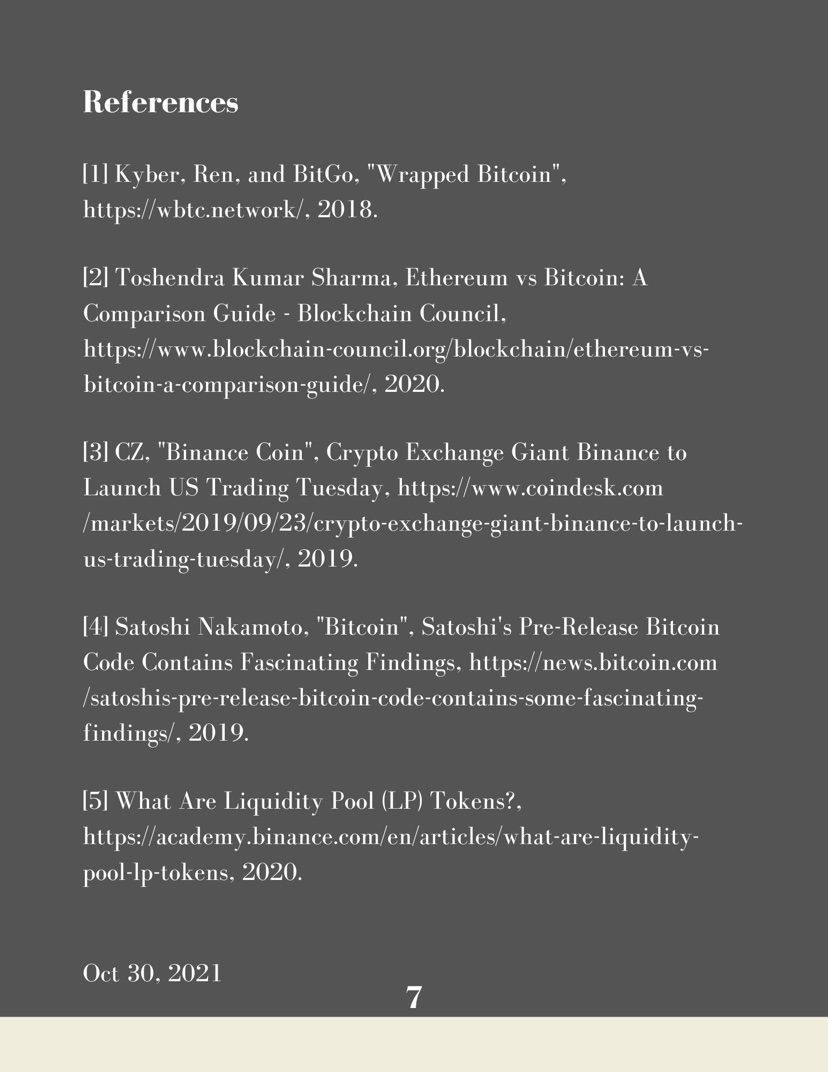 References
[1] Kyber, Ren, and BitGo, "Wrapped Bitcoin",
https://wbtc.network/, 2018.
[2] Toshendra Kumar Sharma, Ethereum vs Bitcoin: A
Comparison Guide - Blockchain Council,
https://www.blockchain-council.org/blockchain/ethereum-vs-
bitcoin-a-comparison-guide/, 2020.
[3] CZ, "Binance Coin", Crypto Exchange Giant Binance to
Launch US Trading Tuesday, https://www.coindesk.com
/markets/2019/09/23/crypto-exchange-giant-binance-to-launch-
us-trading-tuesday/, 2019.
[4] Satoshi Nakamoto, "Bitcoin", Satoshi's Pre-Release Bitcoin
Code Contains Fascinating Findings, https://news.bitcoin.com
/satoshis-pre-release-bitcoin-code-contains-some-fascinating-
findings/, 2019.
[5] What Are Liquidity Pool (LP) Tokens?,
https://academy.binance.com/en/articles/what-are-liquidity-
pool-lp-tokens, 2020.
Oct 30, 2021
7